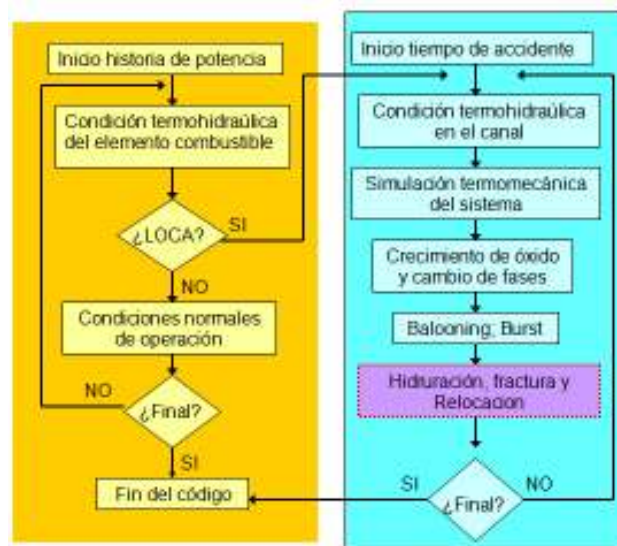 Inicio historia de potencia
Condición termohidraúlica
del elemento combustible
¿LOCA?
SI
NO
Condiciones normales
de operación
NO
¿Final?
SI
Fin del código
Inicio tiempo de accidente
Condición termohidraúlica
en el canal
Simulación termomecánica
del sistema
Crecimiento de óxido
y cambio de fases
Balooning; Burst
Hidruración, fractura y
Relocacion
SI
NO
¿Final?